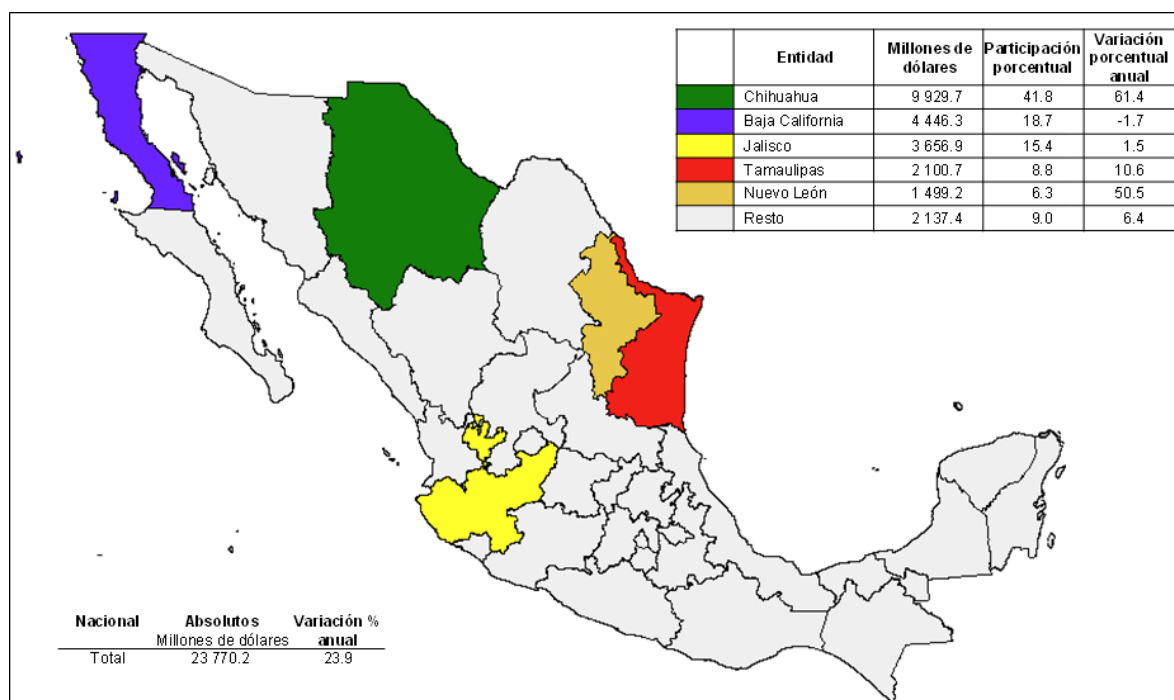 Entidad Millones de dólares Participación porcentual Variación porcentual anual
Chihuahua 9 929.7 41.8 61.4
Baja California 4 446.3 18.7 -1.7
Jalisco 3 656.9 15.4 1.5
Tamaulipas 2 100.7 8.8 10.6
Nuevo León 1 499.2 6.3 50.5
Resto 2 137.4 9.0 6.4
Nacional Absolutos Variación %
Millones de dólares anual
Total 23 770.2 23.9